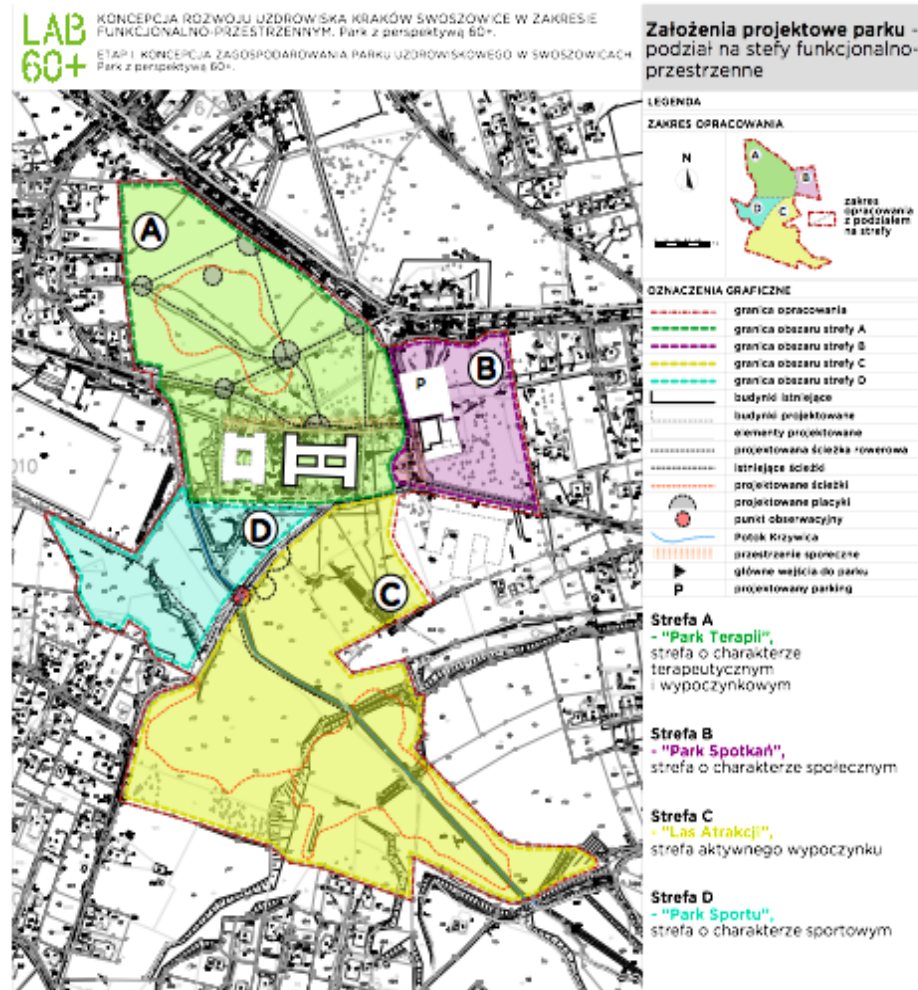 LAB
60+
KONCEPCJA ROZWOJU UZDROWISKA KRAKÓW SWOSZOWICE W ZAKRESIE
FUNKCJONALNO-PRZESTRZENNYM. Park z perspektywą 60+.
ETAP I. KONCEPCJA ZAGOSPODAROWANIA PARKU UZDROWISKOWEGO W SWOSZOWICACH.
Park z perspektywą 60+.
Założenia projektowe parku -
podział na strefy funkcjonalno-
przestrzenne
LEGENDA
ZAKRES OPRACOWANIA
N
A
B
D
C
zakres
opracowania
z podziałem
na strefy
OZNACZENIA GRAFICZNE
granica opracowania
granica obszaru strefy A
granica obszaru strefy B
granica obszaru strefy C
granica obszaru strefy D
budynki istniejące
budynki projektowane
elementy projektowane
projektowana ścieżka rowerowa
istniejące ścieżki
projektowane ścieżki
projektowane placyki
punkt obserwacyjny
Potok Krzywica
przestrzenie społeczne
główne wejścia do parku
P
projektowany parking
Strefa A
- "Park Terapii",
strefa o charakterze
terapeutycznym
i wypoczynkowym
Strefa B
- "Park Spotkań",
strefa o charakterze społecznym
Strefa C
- "Las Atrakcji",
strefa aktywnego wypoczynku
Strefa D
- "Park Sportu",
strefa o charakterze sportowym
A
B
P
D
C